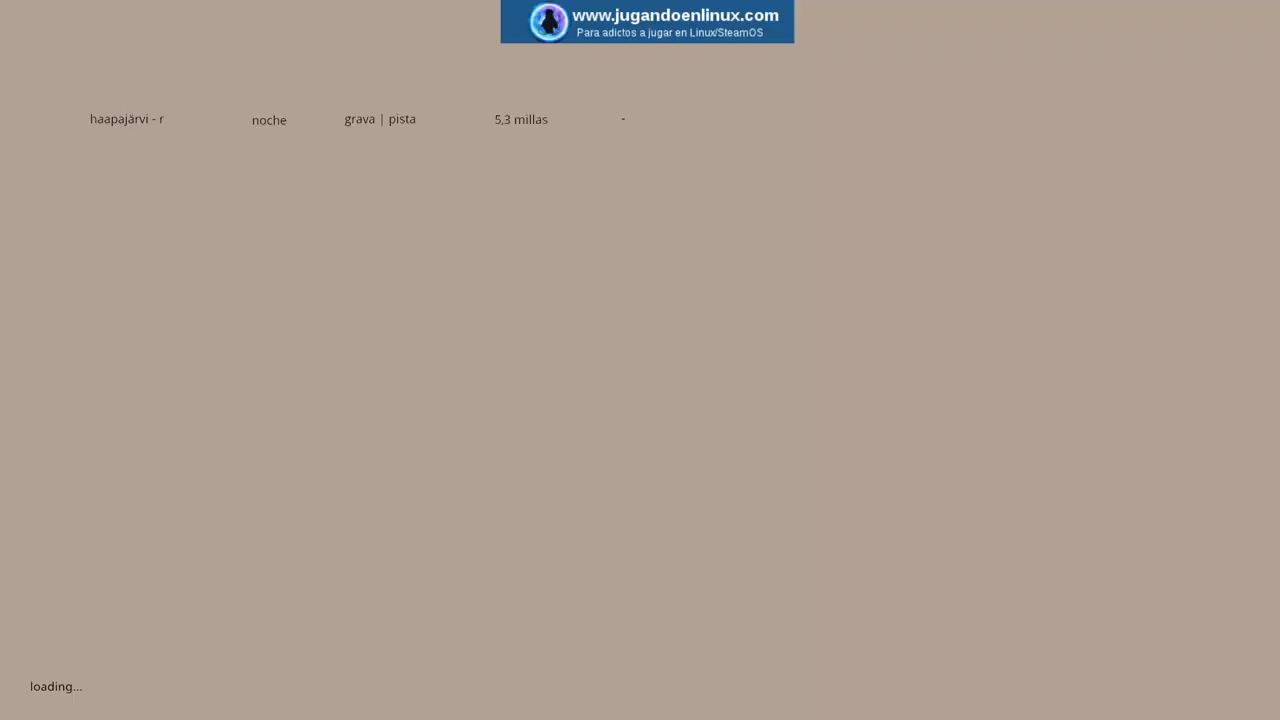 www.jugandoenlinux.com
Para adictos a jugar en Linux/SteamOS
haapajärvi - r noche grava | pista 5,3 millas -
loading...